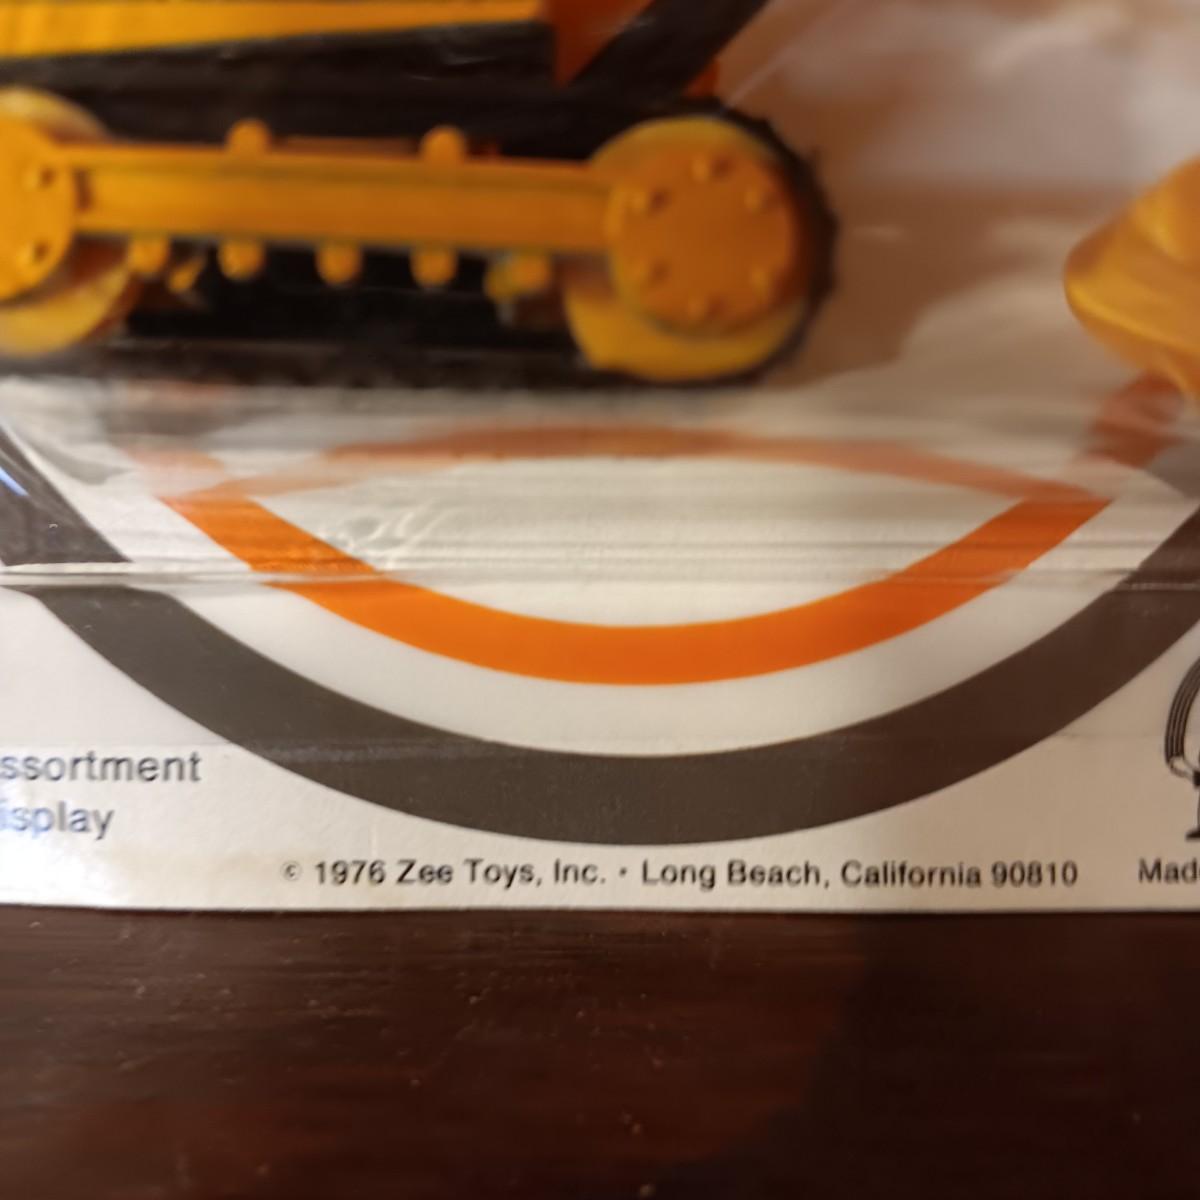 ssortment
isplay
© 1976 Zee Toys, Inc. • Long Beach, California 90810 Made